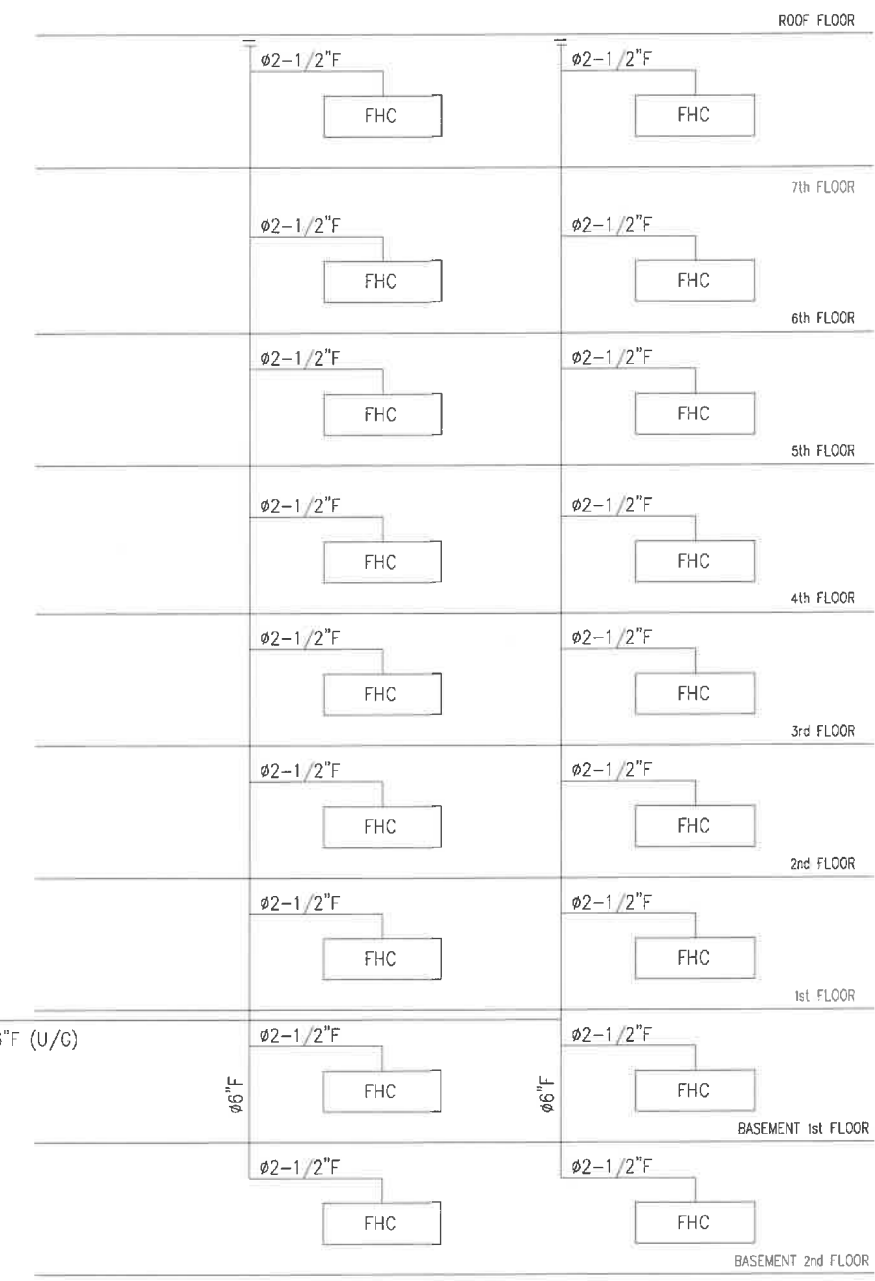 ROOF FLOOR
ø2-1/2"F ø2-1/2"F
FHC FHC
7th FLOOR
ø2-1/2"F ø2-1/2"F
FHC FHC
6th FLOOR
ø2-1/2"F ø2-1/2"F
FHC FHC
5th FLOOR
ø2-1/2"F ø2-1/2"F
FHC FHC
4th FLOOR
ø2-1/2"F ø2-1/2"F
FHC FHC
3rd FLOOR
ø2-1/2"F ø2-1/2"F
FHC FHC
2nd FLOOR
ø2-1/2"F ø2-1/2"F
FHC FHC
1st FLOOR
6"F (U/G)
ø2-1/2"F ø2-1/2"F
ø6"F ø6"F
FHC FHC
BASEMENT 1st FLOOR
ø2-1/2"F ø2-1/2"F
FHC FHC
BASEMENT 2nd FLOOR